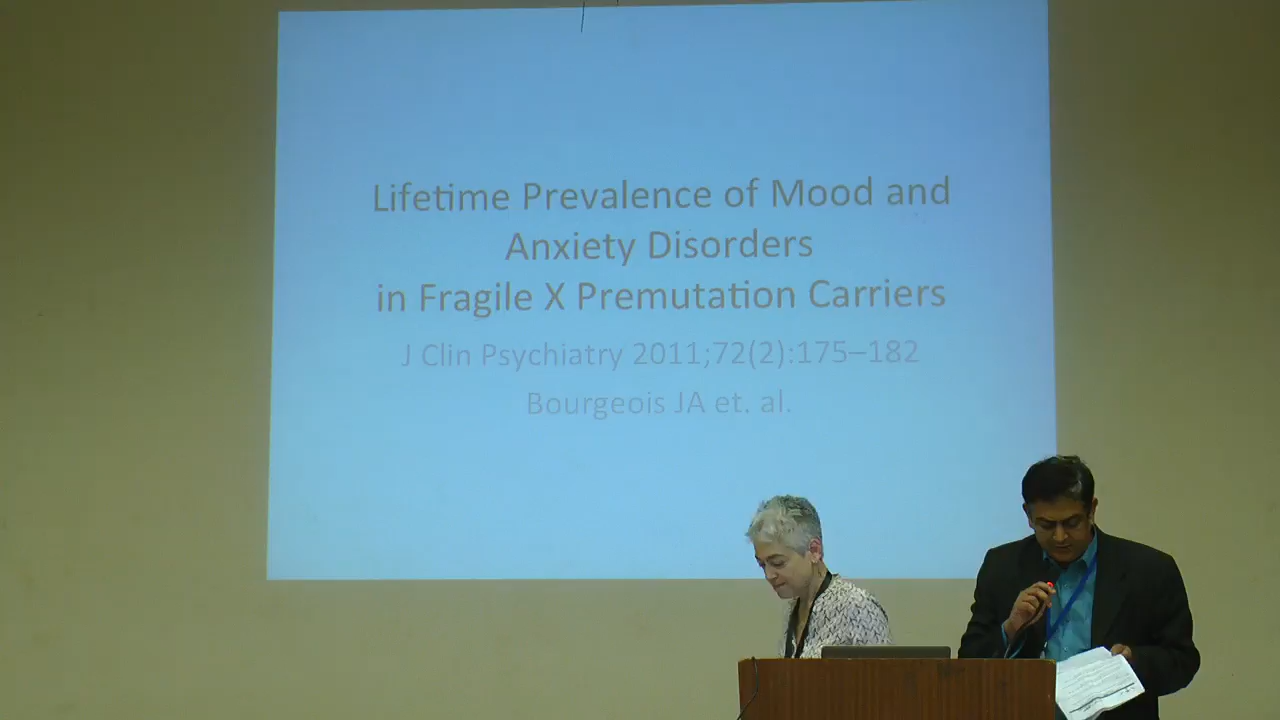 Lifetime Prevalence of Mood and
Anxiety Disorders
in Fragile X Premutation Carriers
J Clin Psychiatry 2011;72(2):175–182
Bourgeois JA et. al.